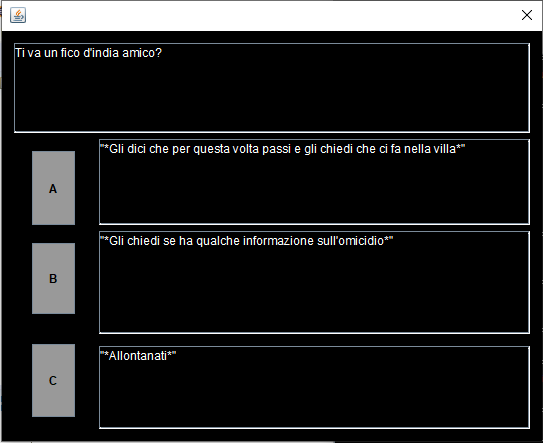 Ti va un fico d'india amico?
"*Gli dici che per questa volta passi e gli chiedi che ci fa nella villa*"
A
"*Gli chiedi se ha qualche informazione sull'omicidio*"
B
"*Allontanati*"
C